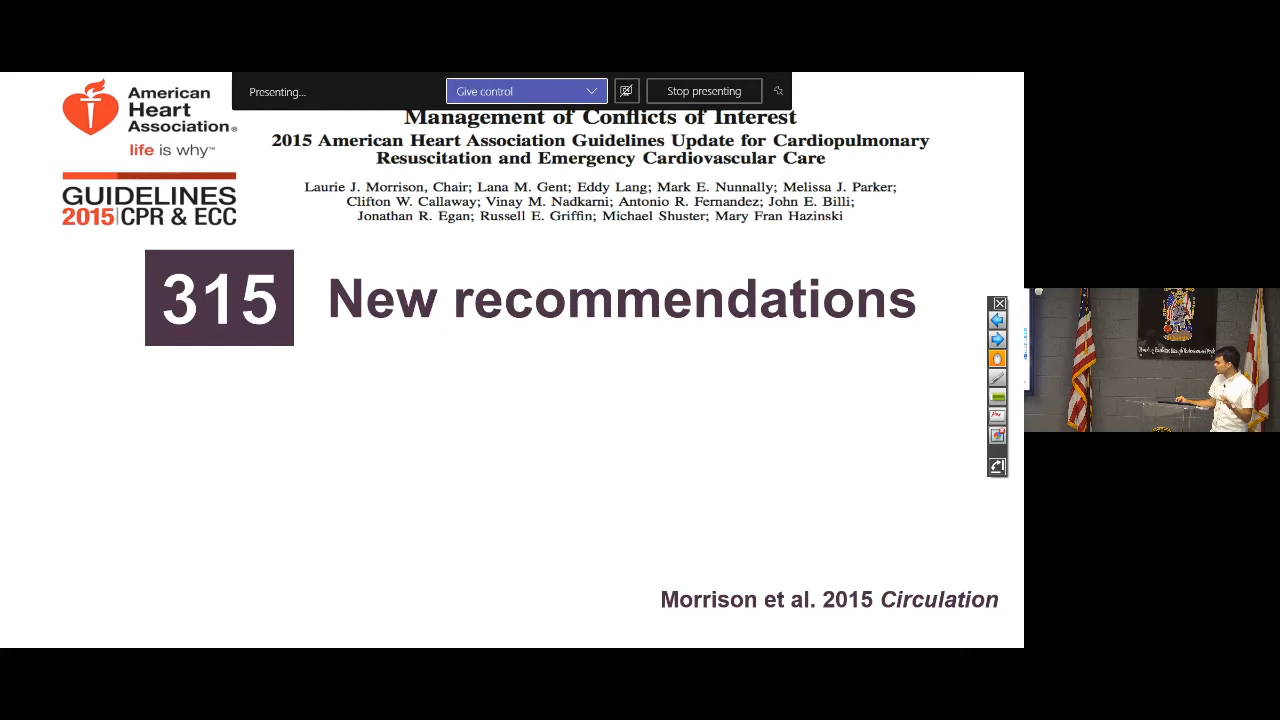 American
Heart
Association®
life is why™
GUIDELINES
2015 CPR & ECC
Presenting...
Give control
Stop presenting
Management of Conflicts of Interest
2015 American Heart Association Guidelines Update for Cardiopulmonary
Resuscitation and Emergency Cardiovascular Care
Laurie J. Morrison, Chair; Lana M. Gent; Eddy Lang; Mark E. Nunnally; Melissa J. Parker;
Clifton W. Callaway; Vinay M. Nadkarni; Antonio R. Fernandez; John E. Billi;
Jonathan R. Egan; Russell E. Griffin; Michael Shuster; Mary Fran Hazinski
315 New recommendations
Morrison et al. 2015 Circulation